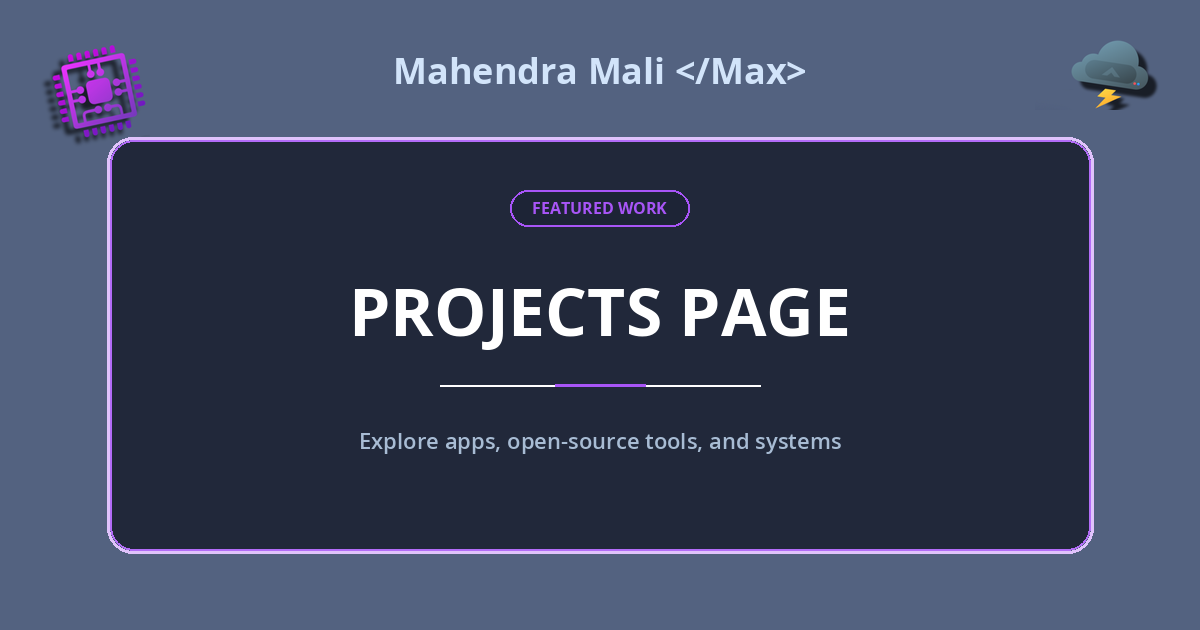 Mahendra Mali </Max>
FEATURED WORK
PROJECTS PAGE
Explore apps, open-source tools, and systems